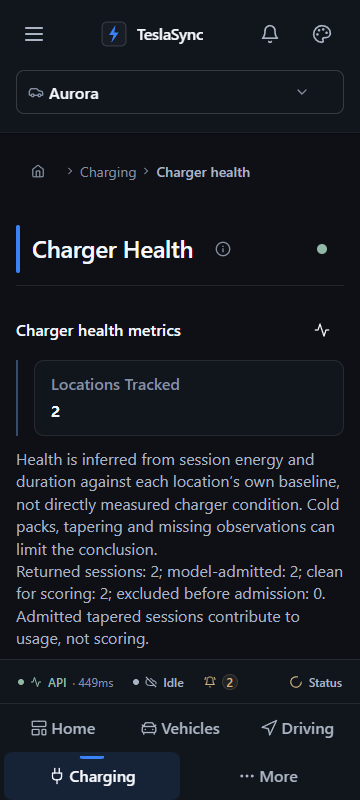 TeslaSync
Aurora
Charging
Charger health
Charger Health
Charger health metrics
Locations Tracked
2
Health is inferred from session energy and
duration against each location's own baseline,
not directly measured charger condition. Cold
packs, tapering and missing observations can
limit the conclusion.
Returned sessions: 2; model-admitted: 2; clean
for scoring: 2; excluded before admission: 0.
Admitted tapered sessions contribute to
usage, not scoring.
API · 449ms Idle 2 Status
Home Vehicles Driving
Charging More